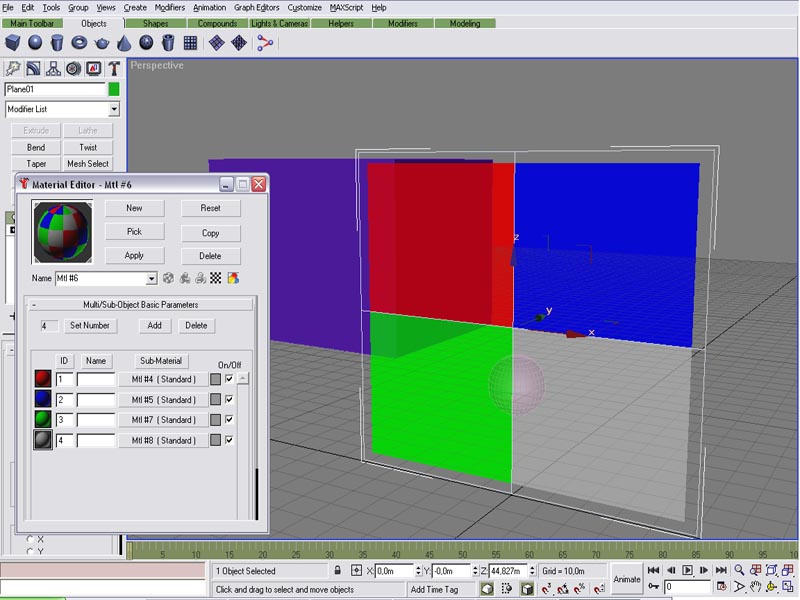 File Edit Tools Group Views Create Modifiers Animation Graph Editors Customize MAXScript Help
Main Toolbar Objects Shapes Compounds Lights & Cameras Helpers Modifiers Modeling
Perspective
Plane01
Modifier List
Extrude Lathe
Bend Twist
Taper Mesh Select
Material Editor - Mtl #6
New Reset
Pick Copy
Apply Delete
Name Mtl #6
- Multi/Sub-Object Basic Parameters
4 Set Number Add Delete
ID Name Sub-Material On/Off
1 Mtl #4 ( Standard )
2 Mtl #5 ( Standard )
3 Mtl #7 ( Standard )
4 Mtl #8 ( Standard )
z
y
x
X
Y
5 10 15 20 25 30 35 40 45 50 55 60 65 70 75 80 85 90 95 100
1 Object Selected X: 0,0m Y: -0,0m Z: 44,827m Grid = 10,0m
Click and drag to select and move objects Add Time Tag
Animate
0